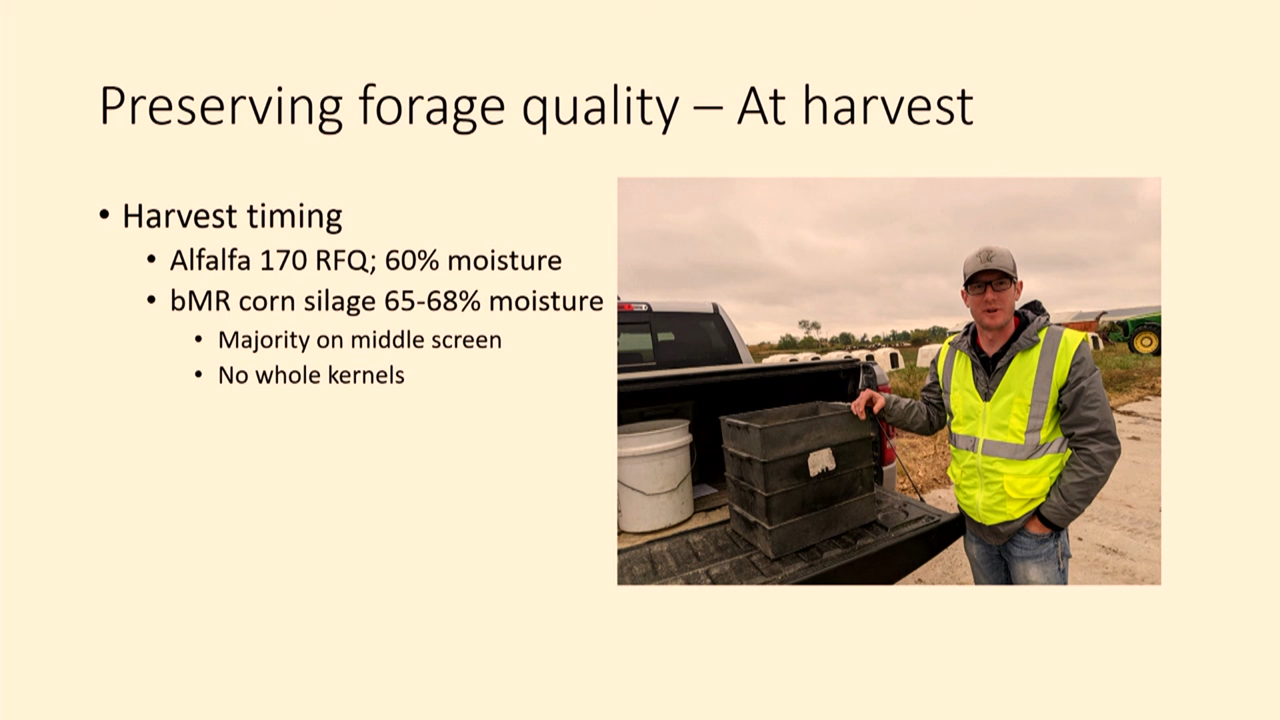 Preserving forage quality – At harvest
• Harvest timing
• Alfalfa 170 RFQ; 60% moisture
• bMR corn silage 65-68% moisture
• Majority on middle screen
• No whole kernels